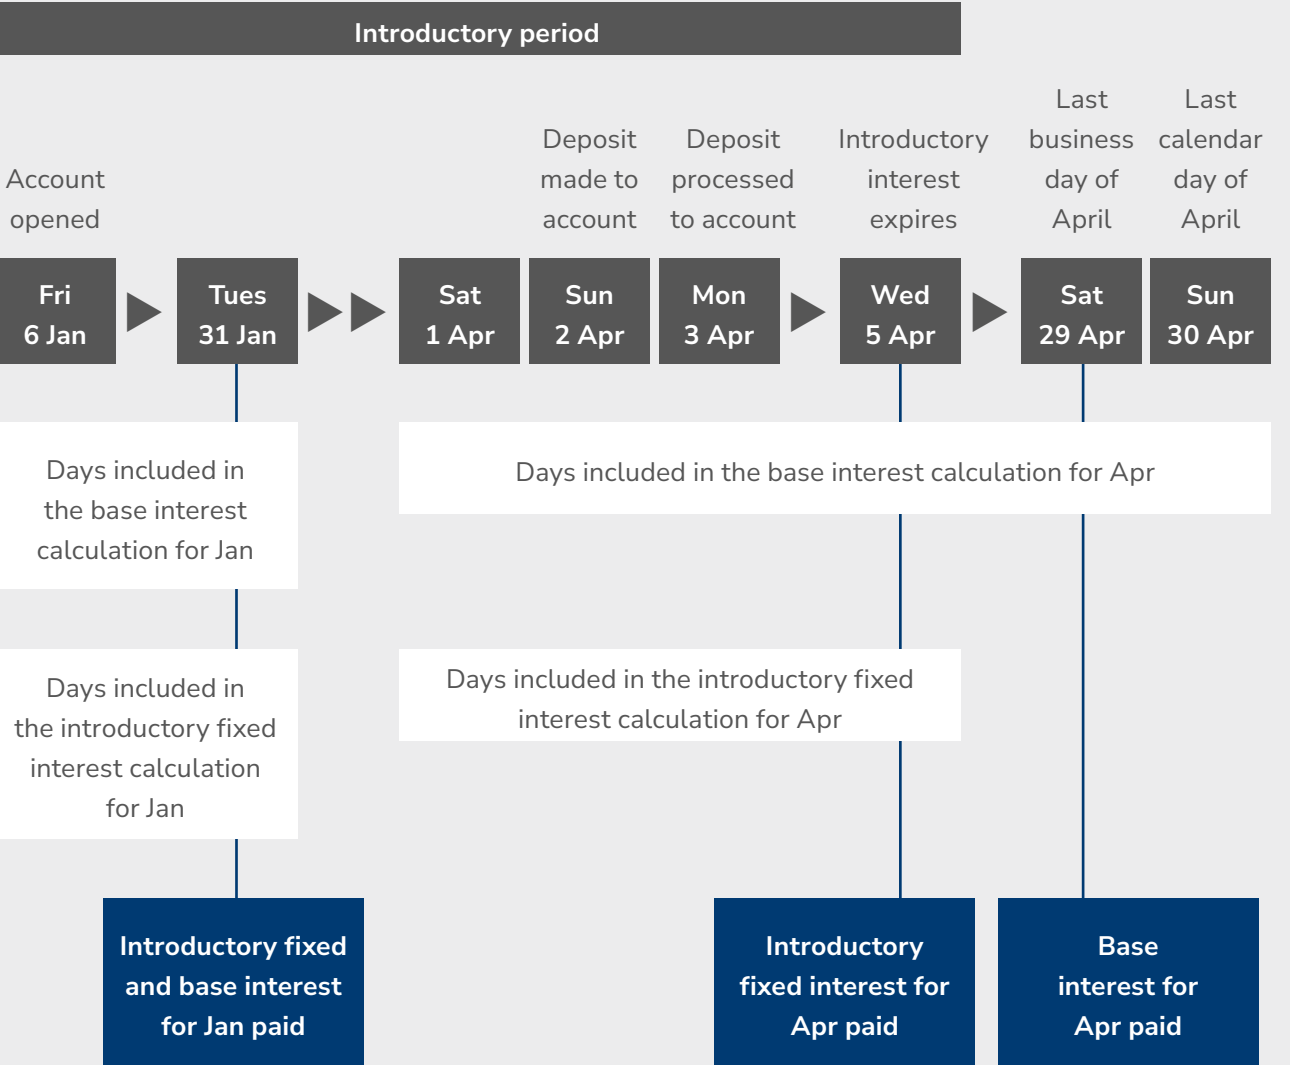 Introductory period
Account
opened
Deposit
made to
account
Deposit
processed
to account
Introductory
interest
expires
Last
business
day of
April
Last
calendar
day of
April
Fri
6 Jan
Tues
31 Jan
Sat
1 Apr
Sun
2 Apr
Mon
3 Apr
Wed
5 Apr
Sat
29 Apr
Sun
30 Apr
Days included in
the base interest
calculation for Jan
Days included in the base interest calculation for Apr
Days included in
the introductory fixed
interest calculation
for Jan
Days included in the introductory fixed
interest calculation for Apr
Introductory fixed
and base interest
for Jan paid
Introductory
fixed interest for
Apr paid
Base
interest for
Apr paid